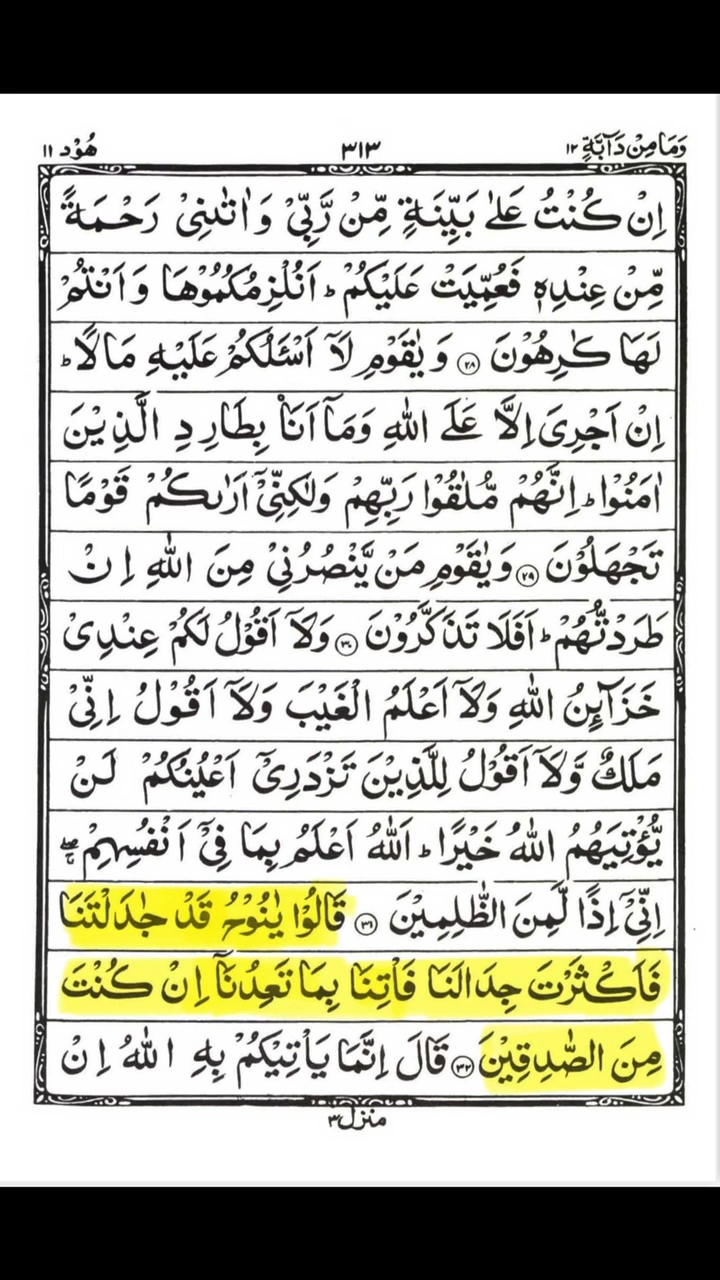 وَمَا مِنْ دَآبَّةٍ ١٢ ٣١٣ هُوْد ١١
اِنْ كُنْتُ عَلٰى بَيِّنَةٍ مِّنْ رَّبِّيْ وَاٰتٰىنِيْ رَحْمَةً
مِّنْ عِنْدِهٖ فَعُمِّيَتْ عَلَيْكُمْ ؕ اَنُلْزِمُكُمُوْهَا وَاَنْتُمْ
لَهَا كٰرِهُوْنَ ﴿٢٨﴾ وَيٰقَوْمِ لَاۤ اَسْـَٔلُكُمْ عَلَيْهِ مَالًا ؕ
اِنْ اَجْرِيَ اِلَّا عَلَى اللّٰهِ وَمَاۤ اَنَا بِطَارِدِ الَّذِيْنَ
اٰمَنُوْا ؕ اِنَّهُمْ مُّلٰقُوْا رَبِّهِمْ وَلٰكِنِّيْۤ اَرٰىكُمْ قَوْمًا
تَجْهَلُوْنَ ﴿٢٩﴾ وَيٰقَوْمِ مَنْ يَّنْصُرُنِيْ مِنَ اللّٰهِ اِنْ
طَرَدْتُّهُمْ ؕ اَفَلَا تَذَكَّرُوْنَ ﴿٣٠﴾ وَلَاۤ اَقُوْلُ لَكُمْ عِنْدِيْ
خَزَآئِنُ اللّٰهِ وَلَاۤ اَعْلَمُ الْغَيْبَ وَلَاۤ اَقُوْلُ اِنِّيْ
مَلَكٌ وَّلَاۤ اَقُوْلُ لِلَّذِيْنَ تَزْدَرِيْۤ اَعْيُنُكُمْ لَنْ
يُّؤْتِيَهُمُ اللّٰهُ خَيْرًا ؕ اَللّٰهُ اَعْلَمُ بِمَا فِيْۤ اَنْفُسِهِمْ ۖۚ
اِنِّيْۤ اِذًا لَّمِنَ الظّٰلِمِيْنَ ﴿٣١﴾ قَالُوْا يٰنُوْحُ قَدْ جٰدَلْتَنَا
فَاَكْثَرْتَ جِدَالَنَا فَاْتِنَا بِمَا تَعِدُنَاۤ اِنْ كُنْتَ
مِنَ الصّٰدِقِيْنَ ﴿٣٢﴾ قَالَ اِنَّمَا يَاْتِيْكُمْ بِهِ اللّٰهُ اِنْ
منزل ٣